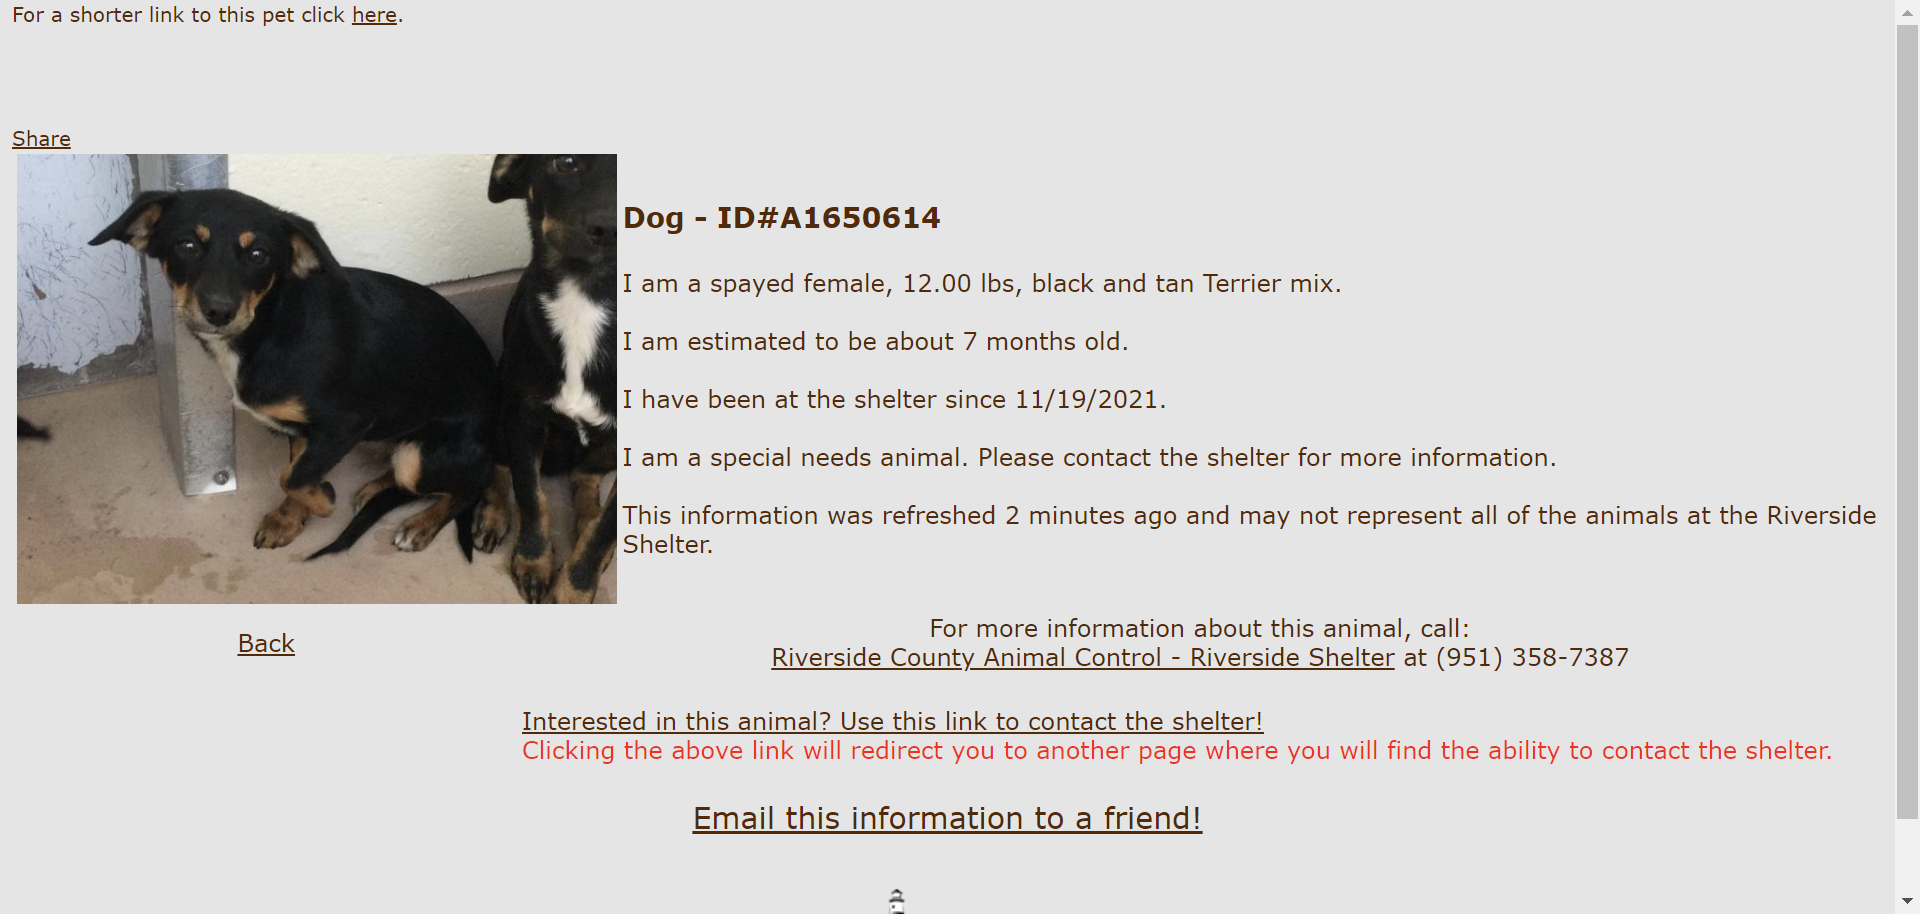 For a shorter link to this pet click here.
Share
Dog - ID#A1650614
I am a spayed female, 12.00 lbs, black and tan Terrier mix.
I am estimated to be about 7 months old.
I have been at the shelter since 11/19/2021.
I am a special needs animal. Please contact the shelter for more information.
This information was refreshed 2 minutes ago and may not represent all of the animals at the Riverside
Shelter.
Back
For more information about this animal, call:
Riverside County Animal Control - Riverside Shelter at (951) 358-7387
Interested in this animal? Use this link to contact the shelter!
Clicking the above link will redirect you to another page where you will find the ability to contact the shelter.
Email this information to a friend!